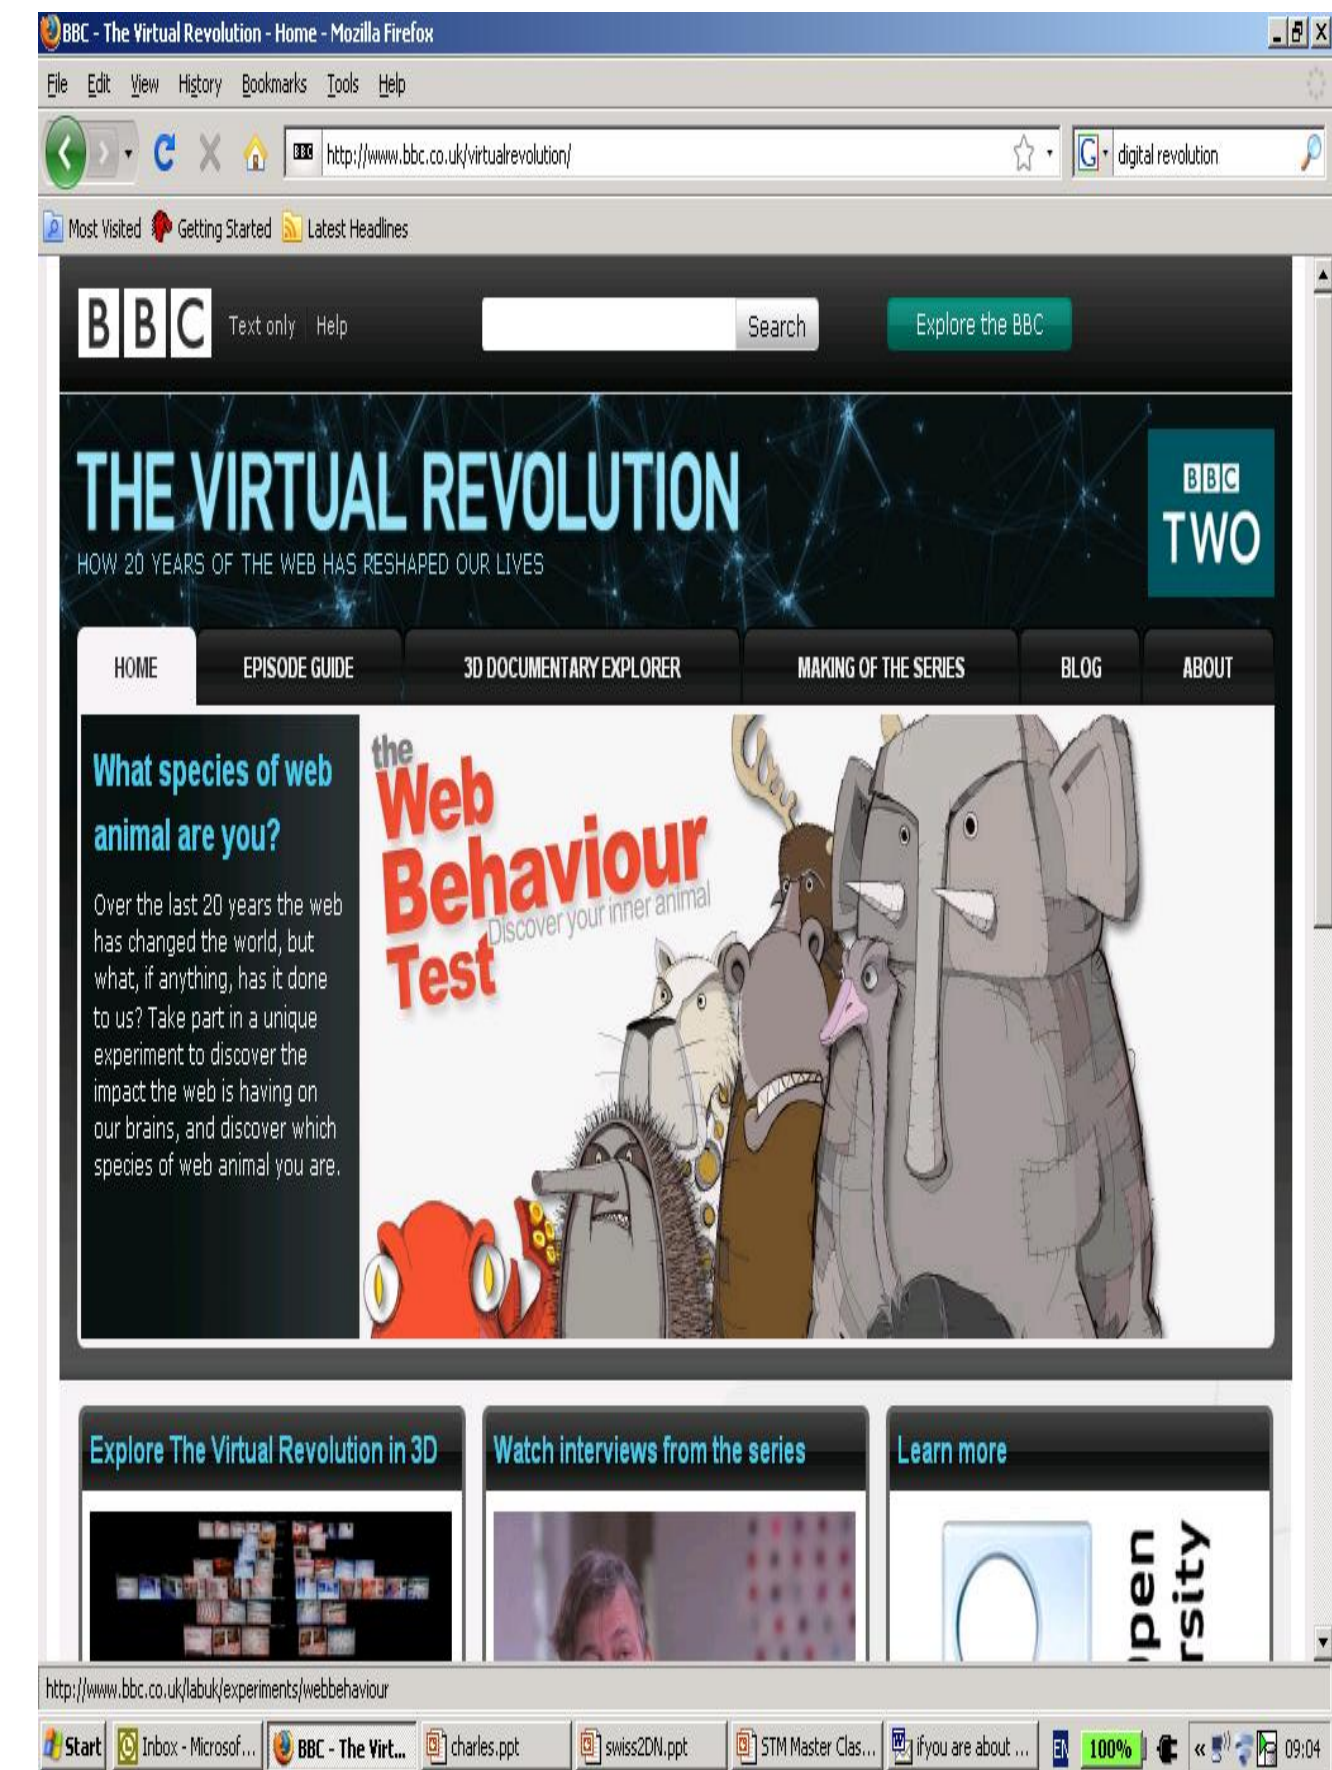 BBC - The Virtual Revolution - Home - Mozilla Firefox
File Edit View History Bookmarks Tools Help
BBC http://www.bbc.co.uk/virtualrevolution/ G digital revolution
Most Visited Getting Started Latest Headlines
BBC Text only Help Search Explore the BBC
THE VIRTUAL REVOLUTION
HOW 20 YEARS OF THE WEB HAS RESHAPED OUR LIVES
BBC
TWO
HOME EPISODE GUIDE 3D DOCUMENTARY EXPLORER MAKING OF THE SERIES BLOG ABOUT
What species of web
animal are you?
Over the last 20 years the web
has changed the world, but
what, if anything, has it done
to us? Take part in a unique
experiment to discover the
impact the web is having on
our brains, and discover which
species of web animal you are.
the
Web
Behaviour
Discover your inner animal
Test
Explore The Virtual Revolution in 3D
Watch interviews from the series
Learn more
pen
rsity
http://www.bbc.co.uk/labuk/experiments/webbehaviour
Start Inbox - Microsof... BBC - The Virt... charles.ppt swiss2DN.ppt STM Master Clas... ifyou are about ... EN 100% « 09:04